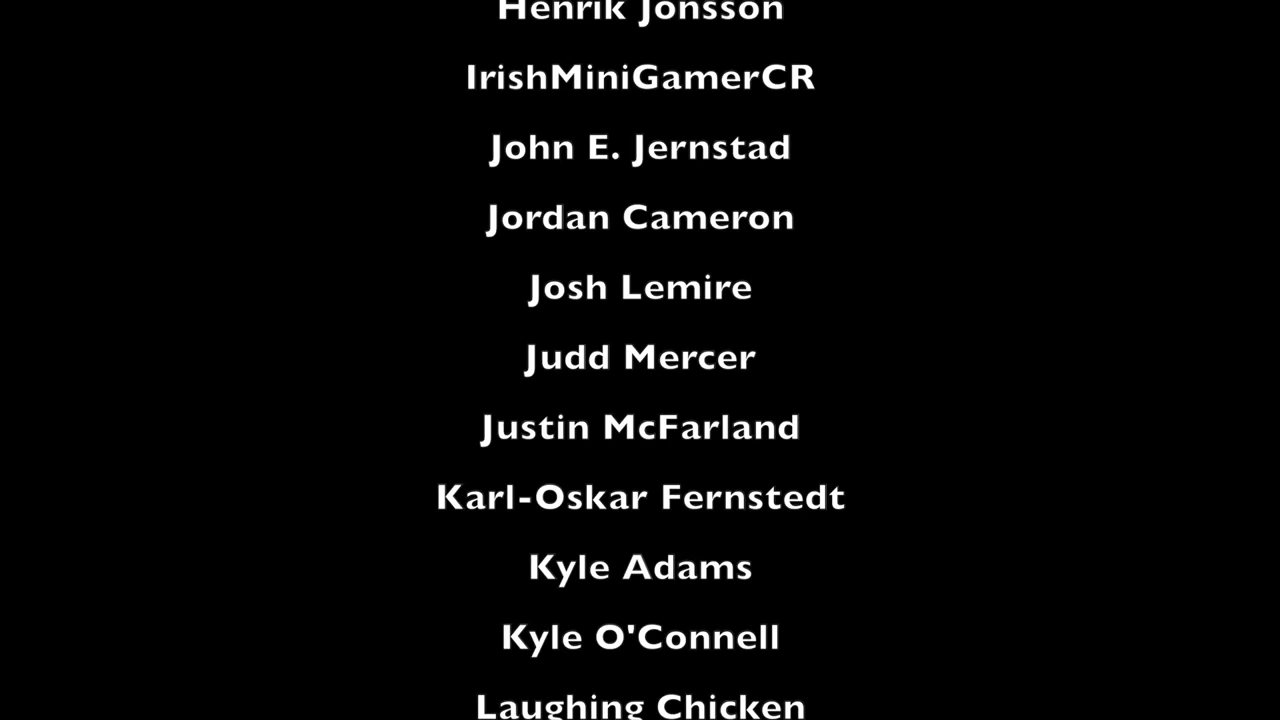 Henrik Jonsson
IrishMiniGamerCR
John E. Jernstad
Jordan Cameron
Josh Lemire
Judd Mercer
Justin McFarland
Karl-Oskar Fernstedt
Kyle Adams
Kyle O'Connell
Laughing Chicken